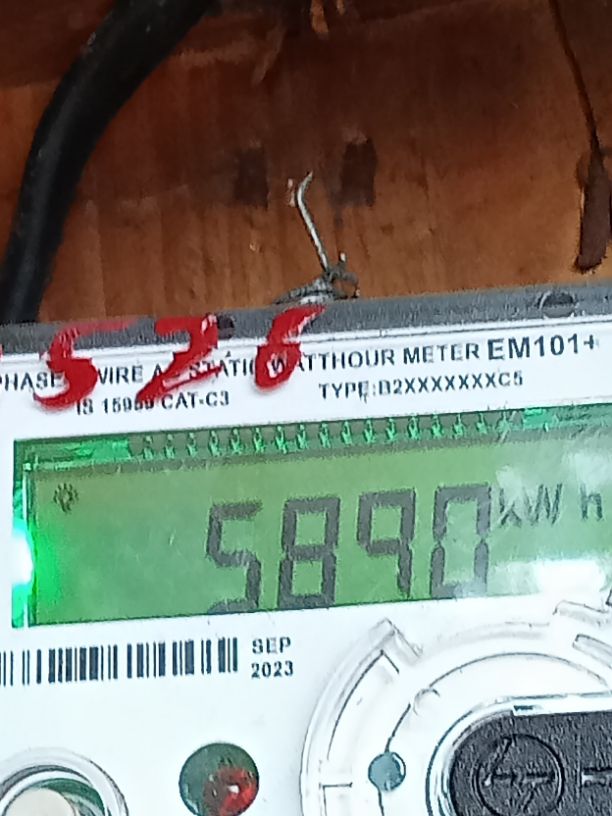 526
PHASE WIRE STATIC WATTHOUR METER EM101+
IS 15959 CAT-C3 TYPE:B2XXXXXXXC5
5890 kWh
SEP
2023